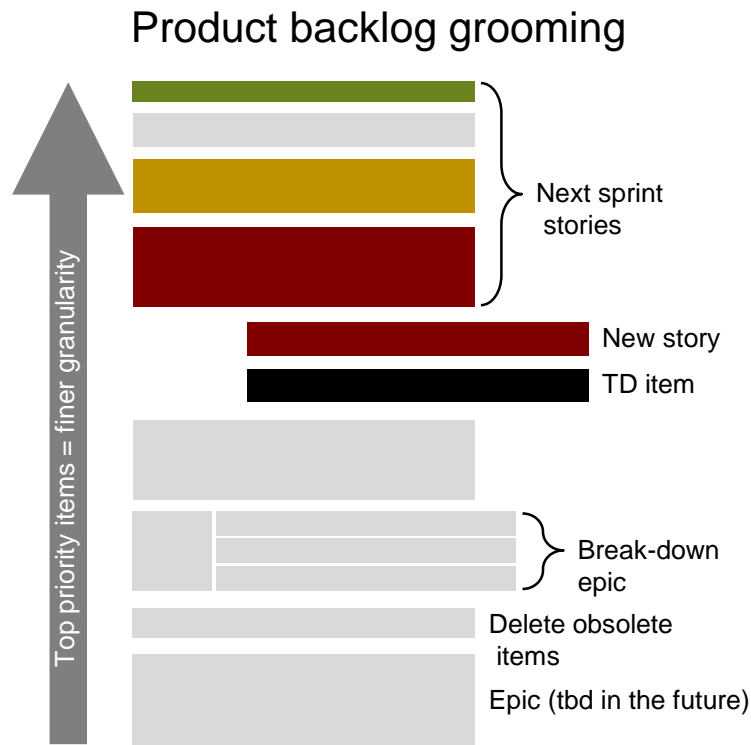 Product backlog grooming
Top priority items = finer granularity
Next sprint
stories
New story
TD item
Break-down
epic
Delete obsolete
items
Epic (tbd in the future)